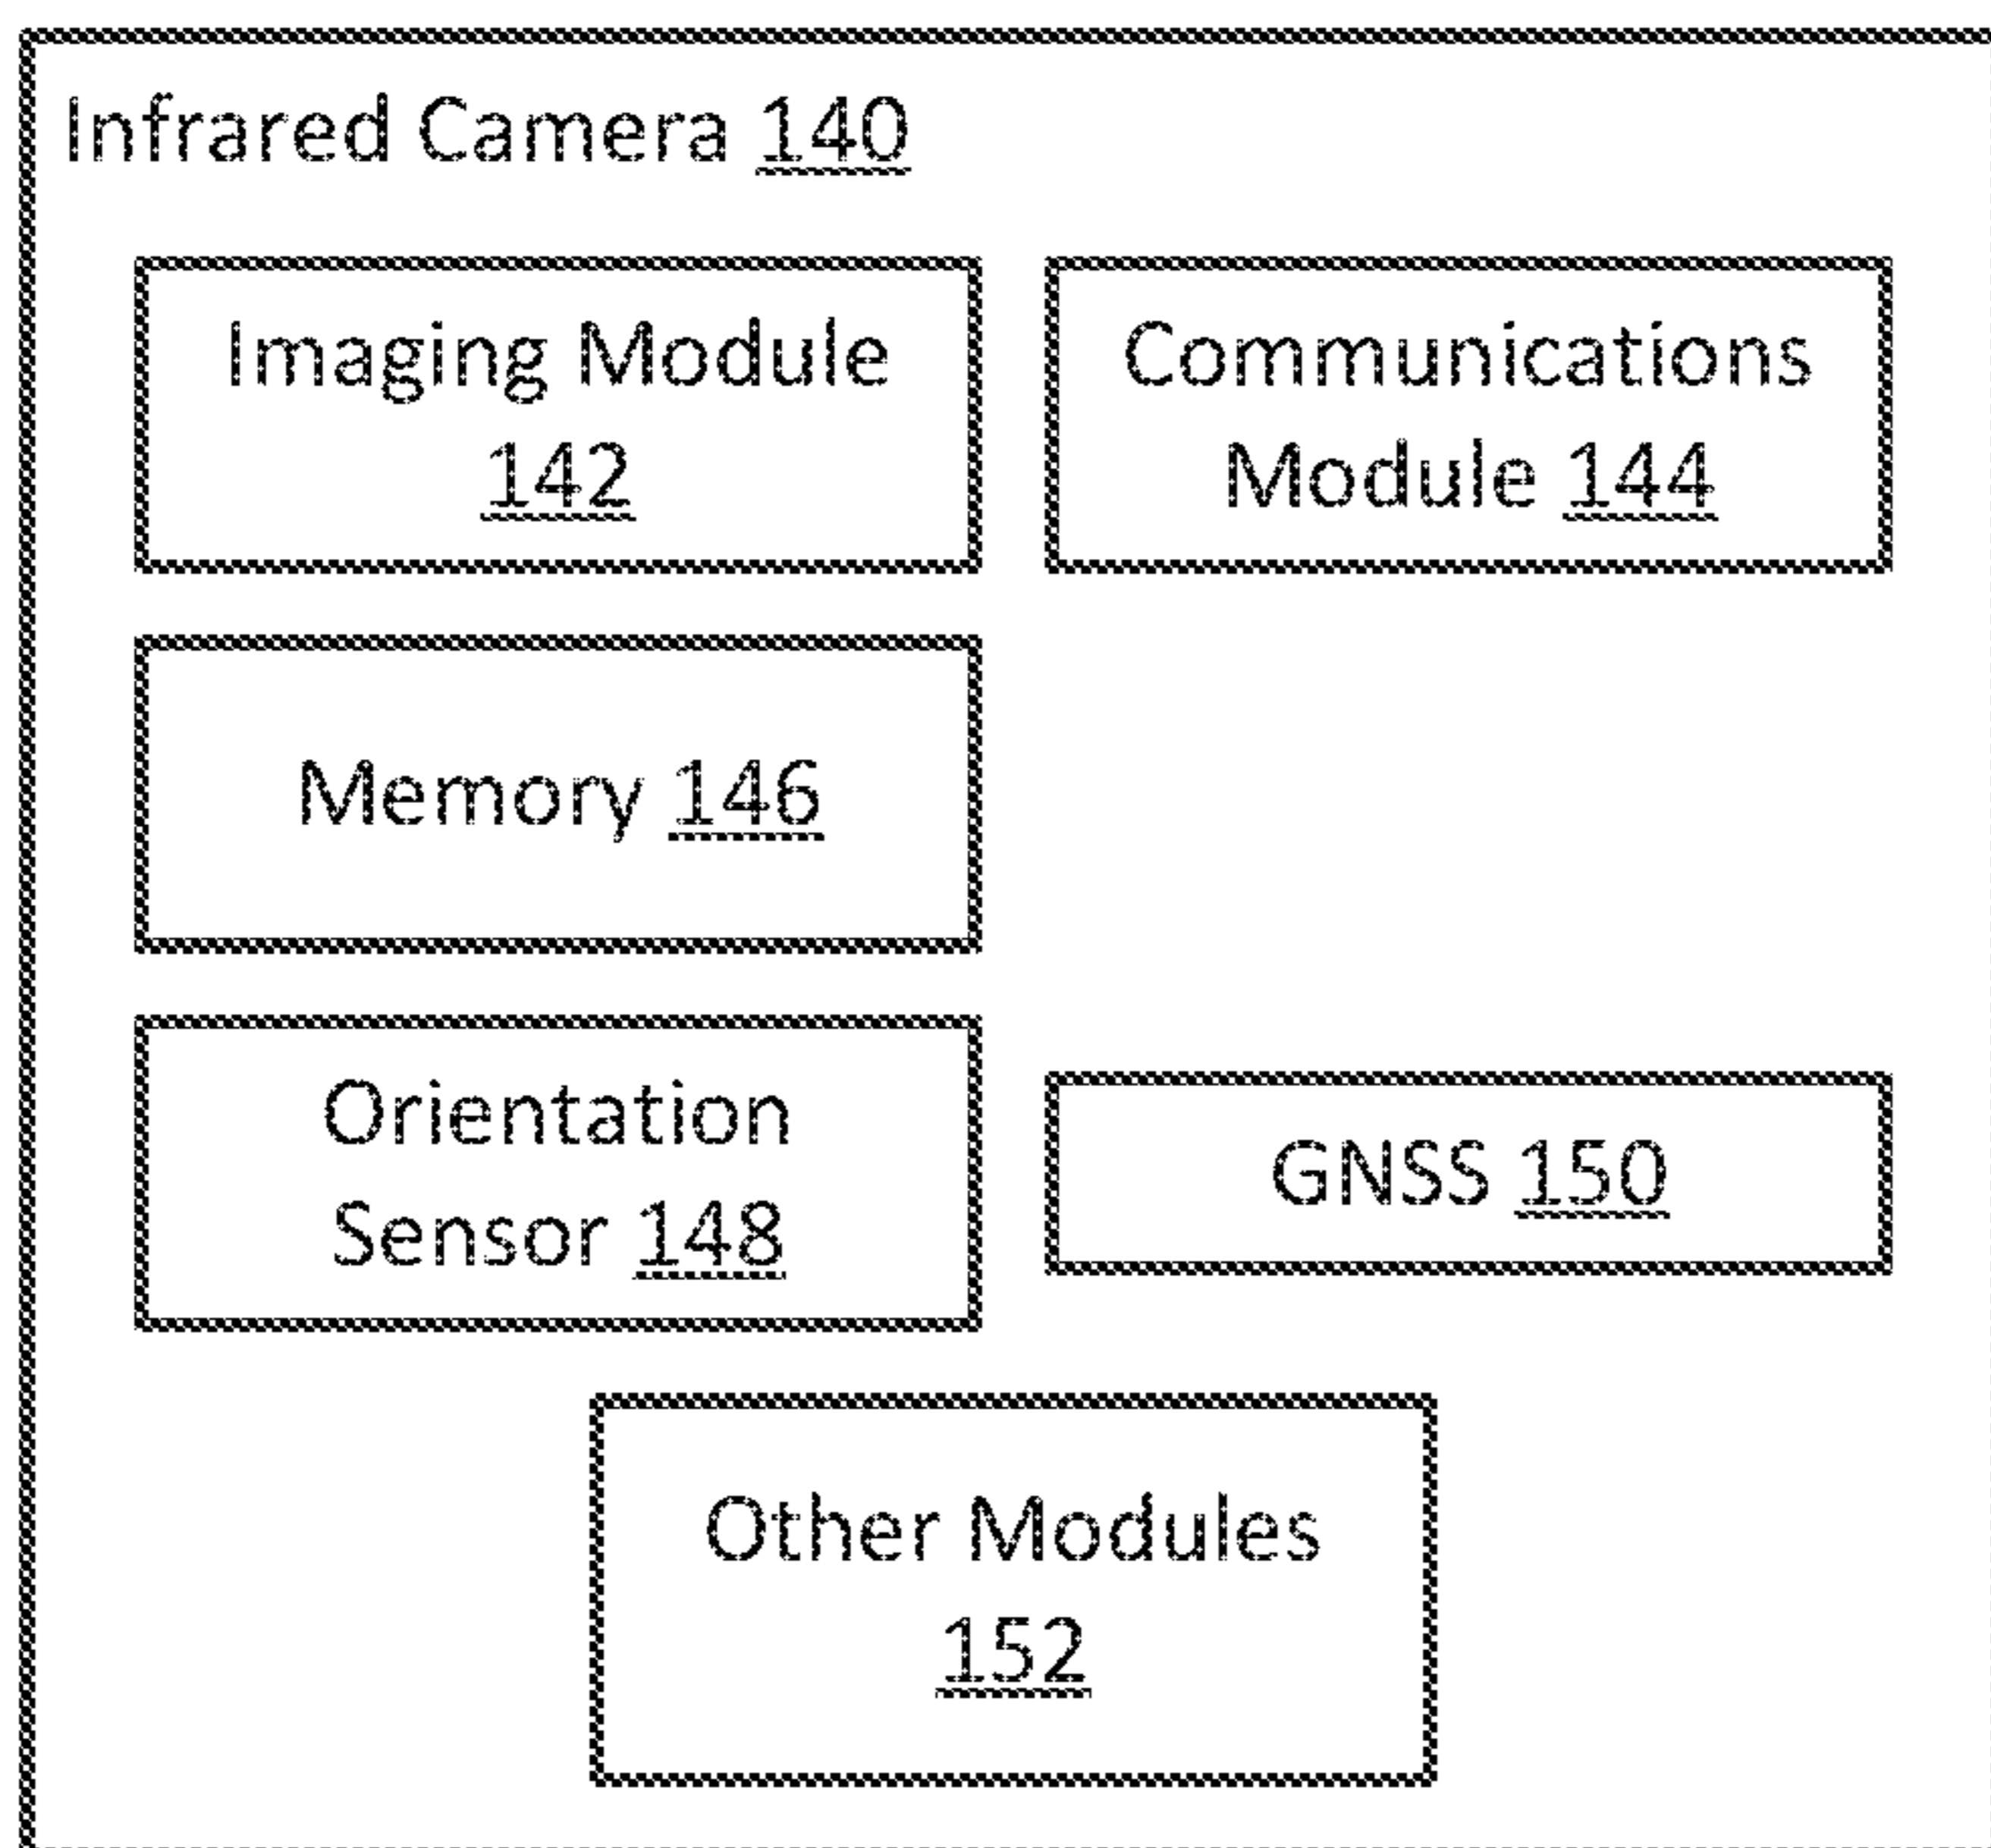 Infrared Camera 140
Imaging Module
142
Communications
Module 144
Memory 146
Orientation
Sensor 148
GNSS 150
Other Modules
152